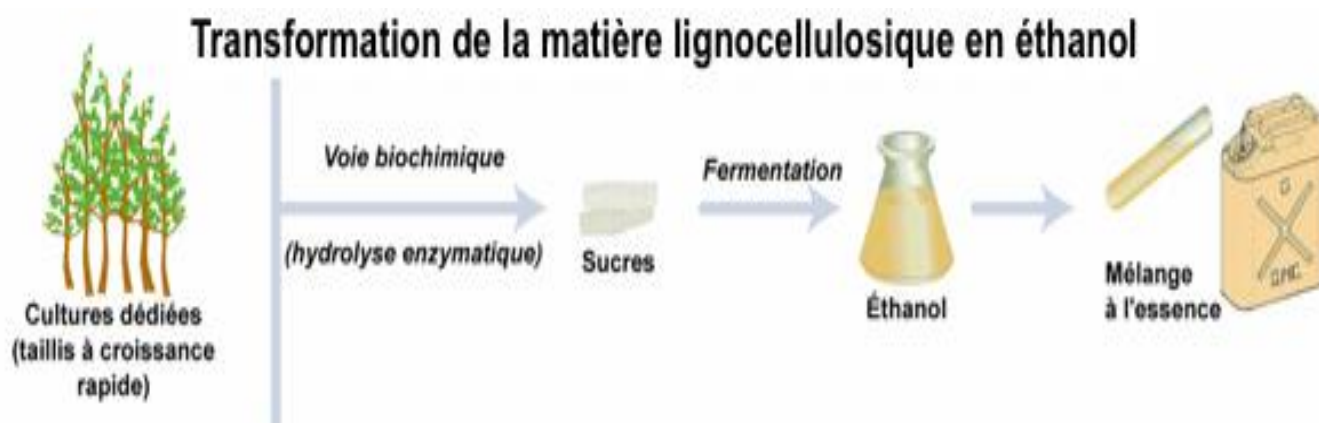 Transformation de la matière lignocellulosique en éthanol
Voie biochimique
(hydrolyse enzymatique)
Fermentation
Sucres
Éthanol
Mélange
à l'essence
Cultures dédiées
(taillis à croissance
rapide)